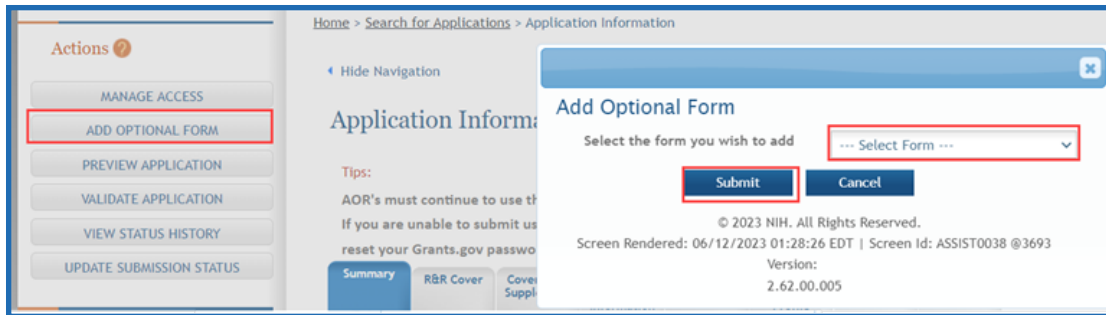 Home > Search for Applications > Application Information
Actions ?
Hide Navigation
MANAGE ACCESS
ADD OPTIONAL FORM
PREVIEW APPLICATION
VALIDATE APPLICATION
VIEW STATUS HISTORY
UPDATE SUBMISSION STATUS
Application Informa
Tips:
AOR's must continue to use th
If you are unable to submit us
reset your Grants.gov passwo
Summary
R&R Cover
Cover
Suppl
Add Optional Form
Select the form you wish to add
--- Select Form ---
Submit
Cancel
© 2023 NIH. All Rights Reserved.
Screen Rendered: 06/12/2023 01:28:26 EDT | Screen Id: ASSIST0038 @3693
Version:
2.62.00.005